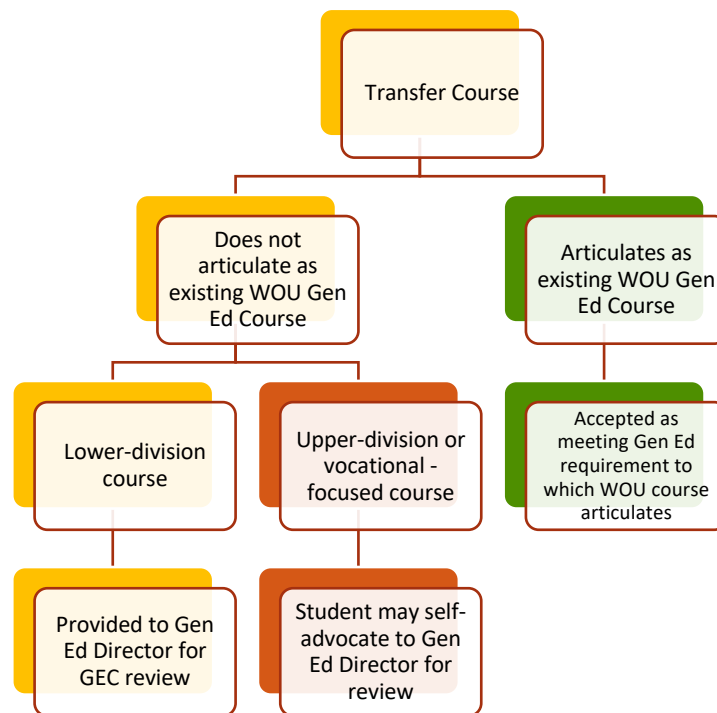 Transfer Course
Does not
articulate as
existing WOU Gen
Ed Course
Articulates as
existing WOU Gen
Ed Course
Lower-division
course
Upper-division or
vocational -
focused course
Accepted as
meeting Gen Ed
requirement to
which WOU course
articulates
Provided to Gen
Ed Director for
GEC review
Student may self-
advocate to Gen
Ed Director for
review